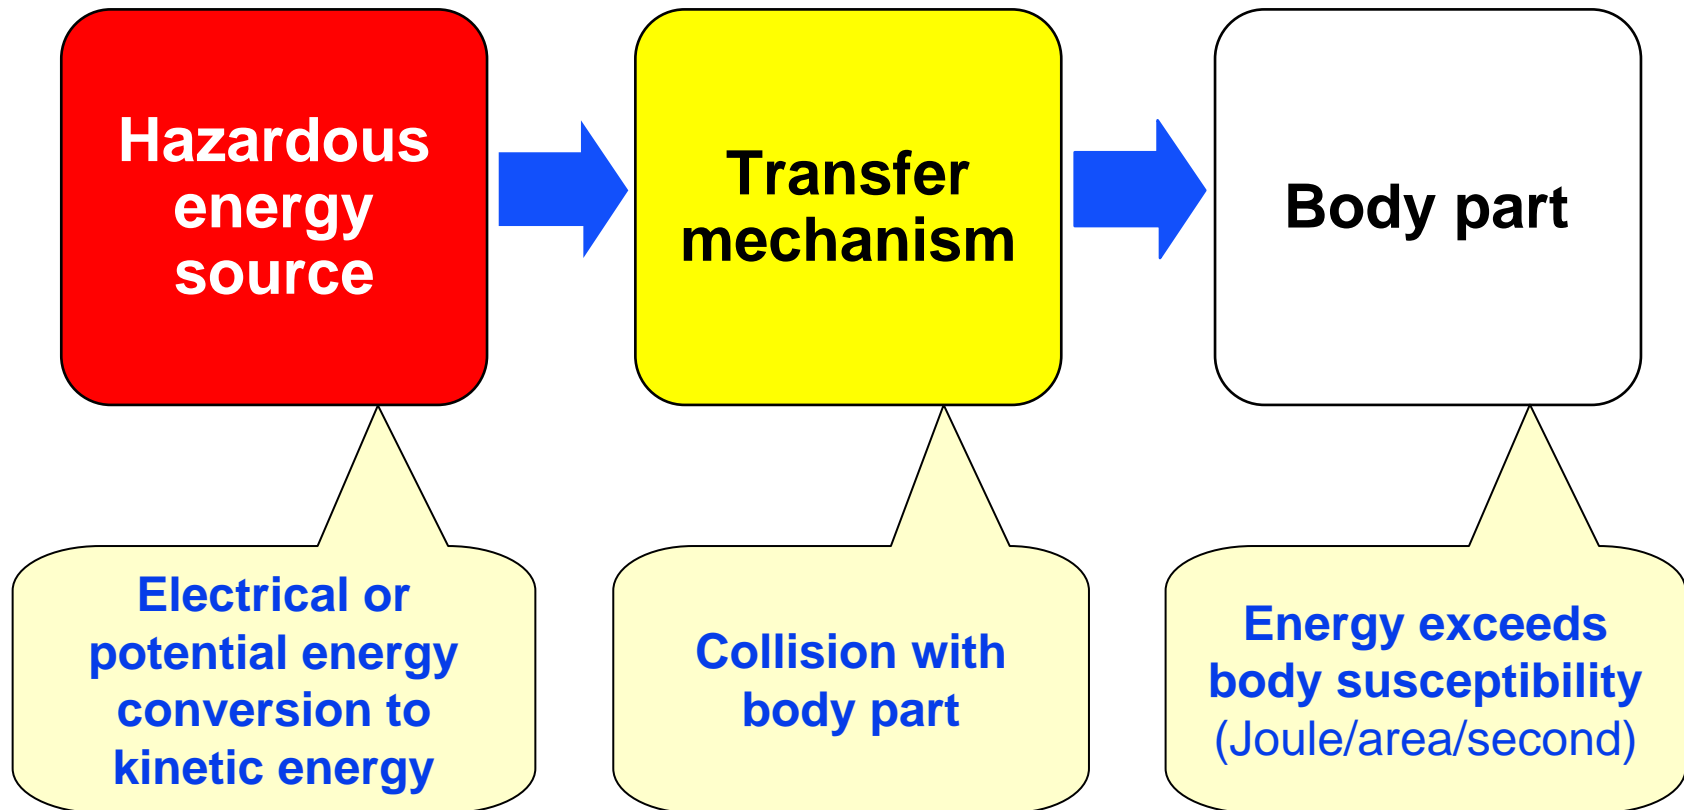 Hazardous
energy
source
Transfer
mechanism
Body part
Electrical or
potential energy
conversion to
kinetic energy
Collision with
body part
Energy exceeds
body susceptibility
(Joule/area/second)